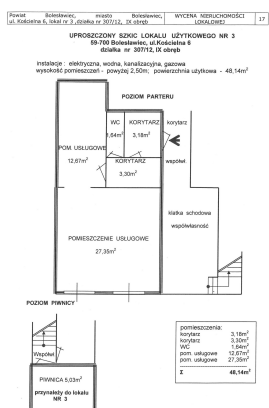 Powiat Bolesławiec, miasto Bolesławiec,
ul. Kościelna 6, lokal nr 3, działka nr 307/12, IX obręb
WYCENA NIERUCHOMOŚCI
LOKALOWEJ
17
UPROSZCZONY SZKIC LOKALU UŻYTKOWEGO NR 3
59-700 Bolesławiec, ul.Kościelna 6
działka nr 307/12, IX obręb
instalacje : elektryczna, wodna, kanalizacyjna, gazowa
wysokość pomieszczeń - powyżej 2,50m; powierzchnia użytkowa - 48,14m²
POZIOM PARTERU
WC
1,64m²
KORYTARZ
3,18m²
korytarz
POM. USŁUGOWE
12,67m²
KORYTARZ
3,30m²
współwł.
klatka schodowa
współwłasność
POMIESZCZENIE USŁUGOWE
27,35m²
POZIOM PIWNICY
Współwł.
PIWNICA 5,03m²
przynależy do lokalu
NR 3
pomieszczenia:
korytarz 3,18m²
korytarz 3,30m²
WC 1,64m²
pom. usługowe 12,67m²
pom. usługowe 27,35m²
Σ 48,14m²